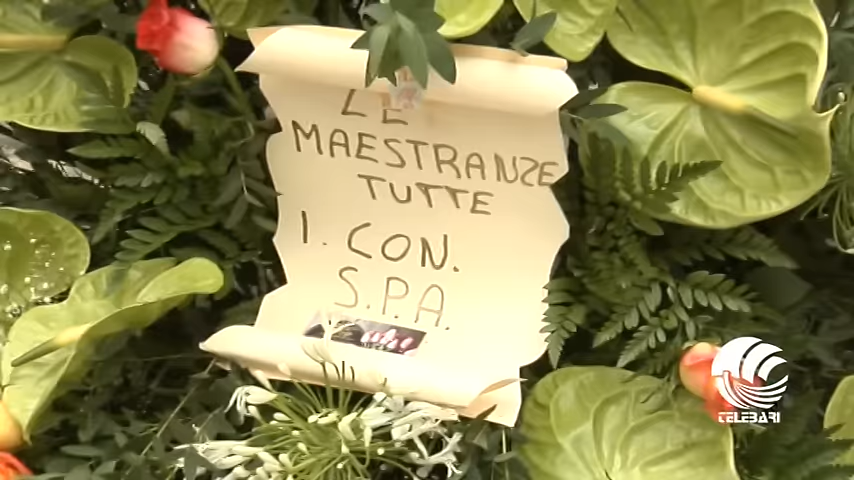 LE
MAESTRANZE
TUTTE
I. CON.
S.P.A.
TELEBARI